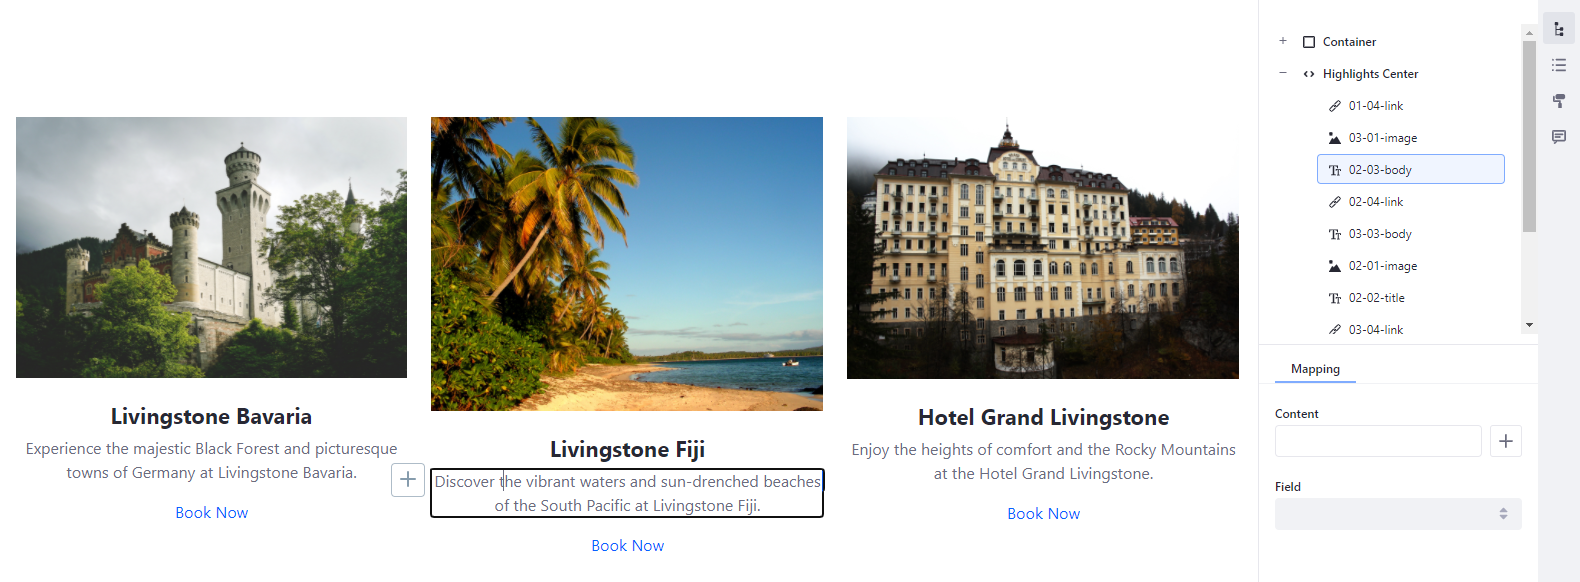 Livingstone Bavaria
Experience the majestic Black Forest and picturesque
towns of Germany at Livingstone Bavaria.
Book Now
Livingstone Fiji
Discover the vibrant waters and sun-drenched beaches
of the South Pacific at Livingstone Fiji.
Book Now
Hotel Grand Livingstone
Enjoy the heights of comfort and the Rocky Mountains
at the Hotel Grand Livingstone.
Book Now
Container
Highlights Center
01-04-link
03-01-image
02-03-body
02-04-link
03-03-body
02-01-image
02-02-title
03-04-link
Mapping
Content
Field